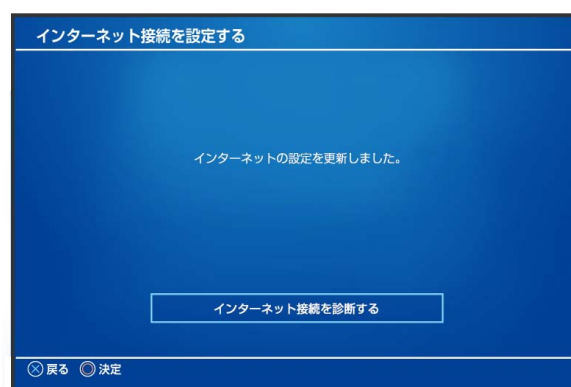 インターネット接続を設定する
インターネットの設定を更新しました。
インターネット接続を診断する
戻る 決定